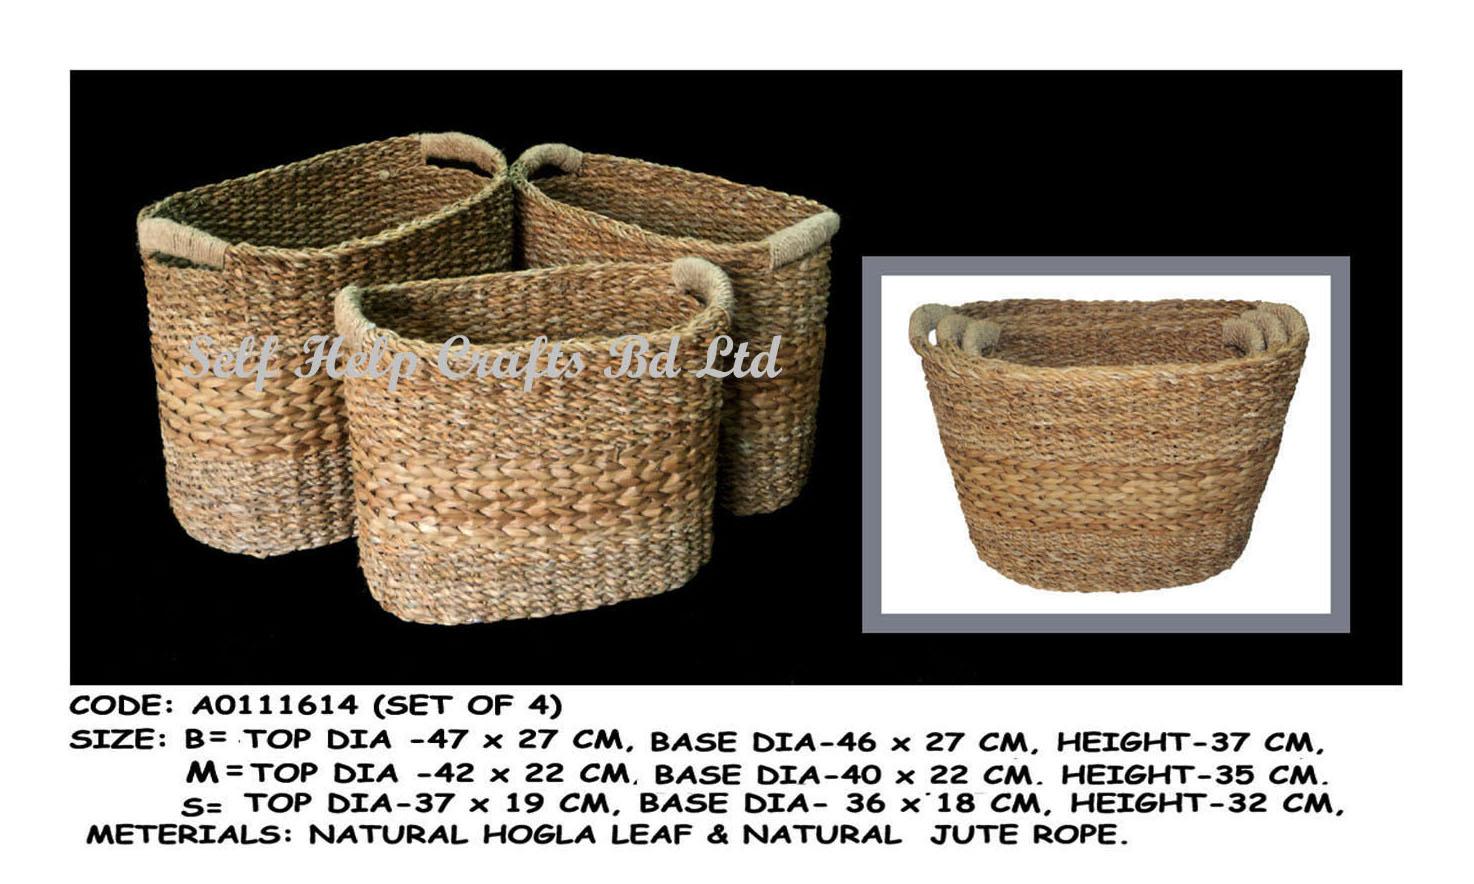 Self Help Crafts Bd Ltd
CODE: A0111614 (SET OF 4)
SIZE: B= TOP DIA -47 x 27 CM, BASE DIA-46 x 27 CM, HEIGHT-37 CM,
M=TOP DIA -42 x 22 CM. BASE DIA-40 x 22 CM. HEIGHT-35 CM.
S= TOP DIA-37 x 19 CM, BASE DIA- 36 x 18 CM, HEIGHT-32 CM,
METERIALS: NATURAL HOGLA LEAF & NATURAL JUTE ROPE.